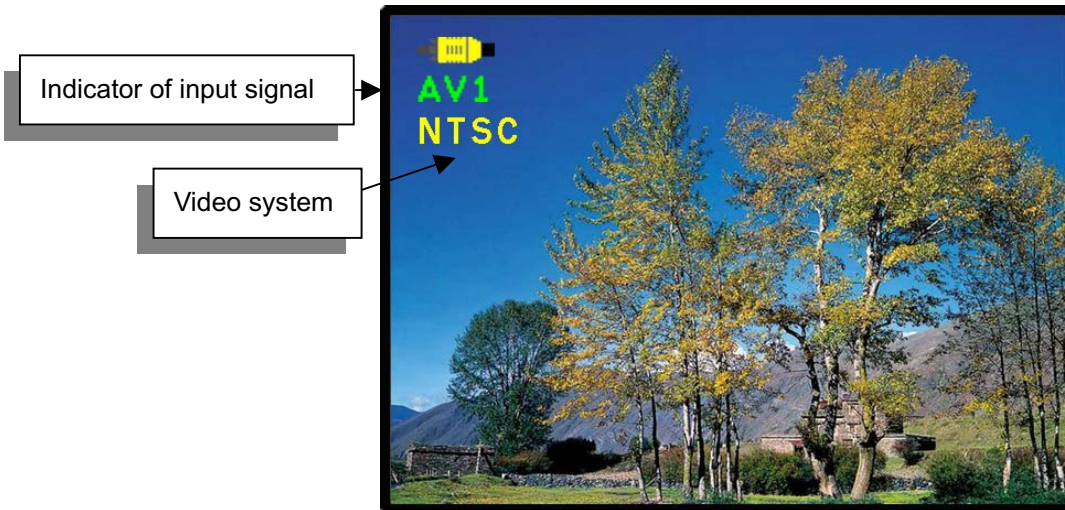 Indicator of input signal
AV1
NTSC
Video system